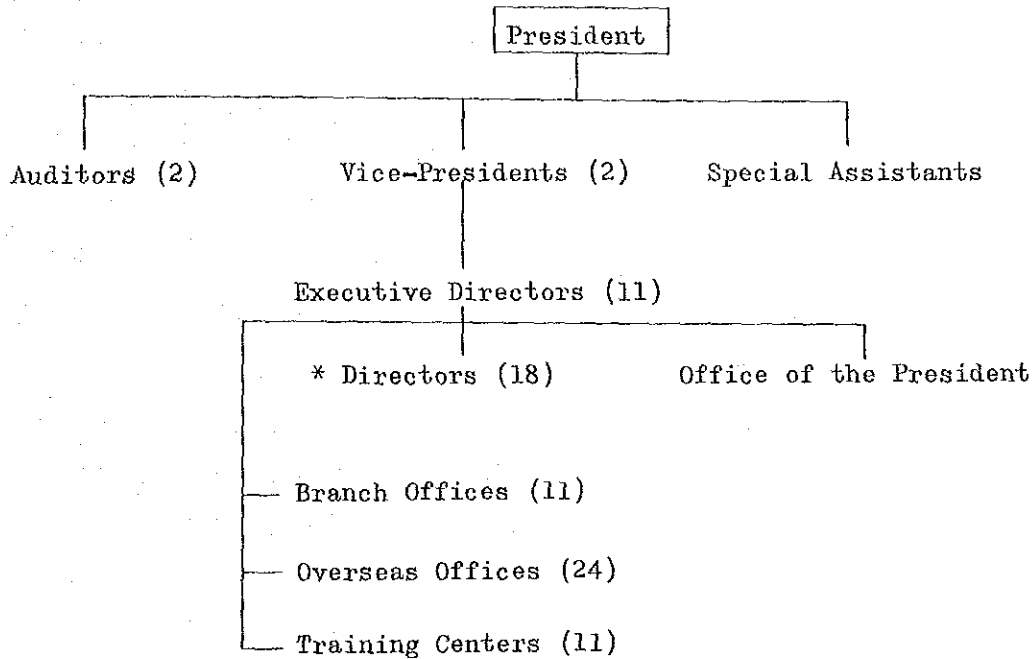 President
Auditors (2) Vice-Presidents (2) Special Assistants
Executive Directors (11)
* Directors (18) Office of the President
Branch Offices (11)
Overseas Offices (24)
Training Centers (11)